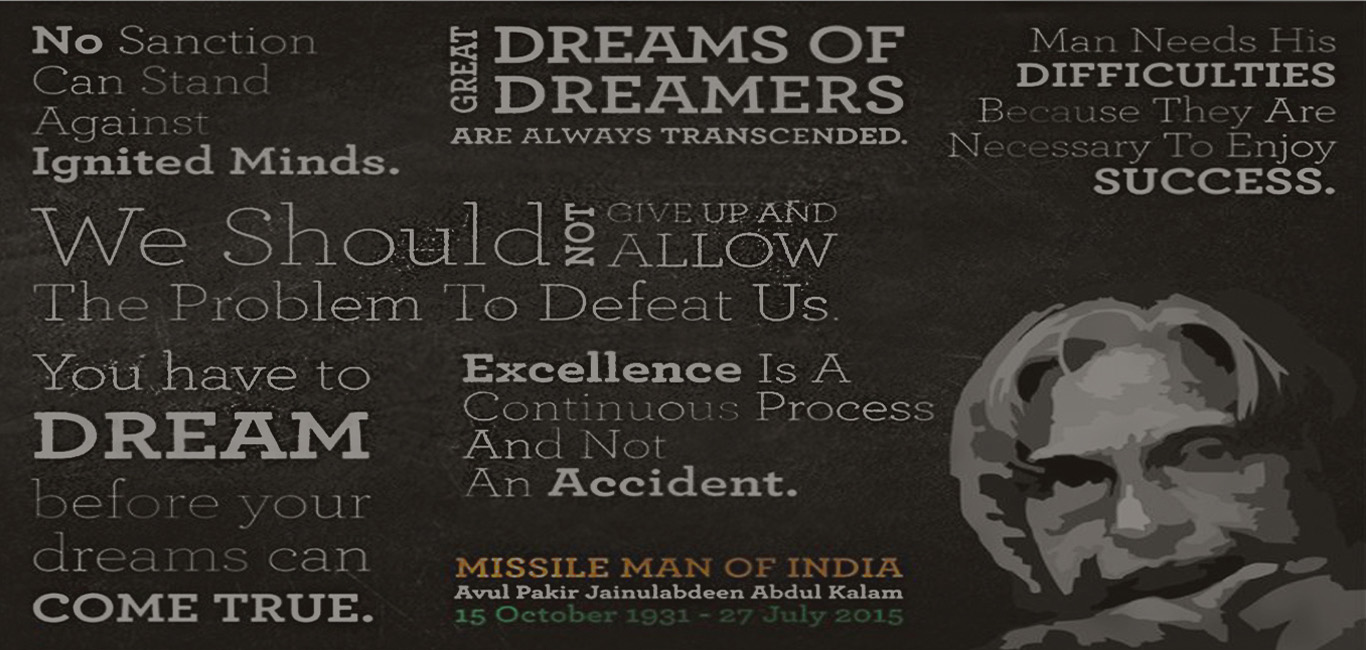 No Sanction
Can Stand
Against
Ignited Minds.
GREAT
DREAMS OF
DREAMERS
ARE ALWAYS TRANSCENDED.
Man Needs His
DIFFICULTIES
Because They Are
Necessary To Enjoy
SUCCESS.
We Should NOT GIVE UP AND
ALLOW
The Problem To Defeat Us.
You have to
DREAM
before your
dreams can
COME TRUE.
Excellence Is A
Continuous Process
And Not
An Accident.
MISSILE MAN OF INDIA
Avul Pakir Jainulabdeen Abdul Kalam
15 October 1931 - 27 July 2015